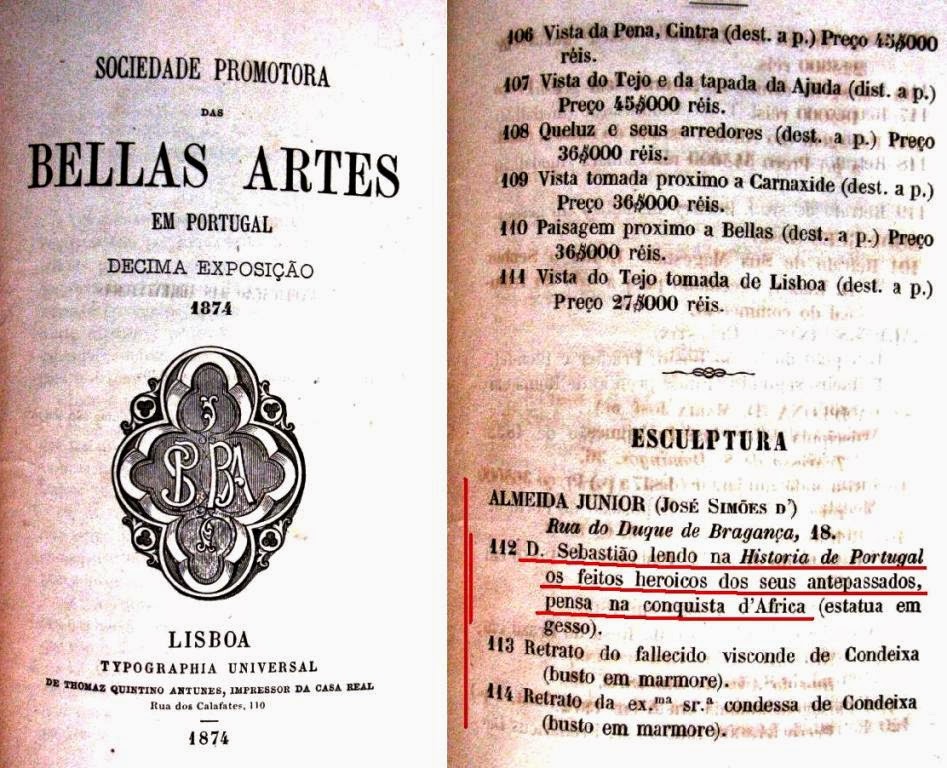 SOCIEDADE PROMOTORA
DAS
BELLAS ARTES
EM PORTUGAL
DECIMA EXPOSIÇÃO
1874
LISBOA
TYPOGRAPHIA UNIVERSAL
DE THOMAZ QUINTINO ANTUNES, IMPRESSOR DA CASA REAL
Rua dos Calafates, 110
1874
106 Vista da Pena, Cintra (dest. a p.) Preço 45$000
réis.
107 Vista do Tejo e da tapada da Ajuda (dist. a p.)
Preço 45$000 réis.
108 Queluz e seus arredores (dest. a p.) Preço
36$000 réis.
109 Vista tomada proximo a Carnaxide (dest. a p.)
Preço 36$000 réis.
110 Paisagem proximo a Bellas (dest. a p.) Preço
36$000 réis.
111 Vista do Tejo tomada de Lisboa (dest. a p.)
Preço 27$000 réis.
ESCULPTURA
ALMEIDA JUNIOR (JOSÉ SIMÕES D')
Rua do Duque de Bragança, 18.
112 D. Sebastião lendo na Historia de Portugal
os feitos heroicos dos seus antepassados,
pensa na conquista d'Africa (estatua em
gesso).
113 Retrato do fallecido visconde de Condeixa
(busto em marmore).
114 Retrato da ex.ma sr.a condessa de Condeixa
(busto em marmore).